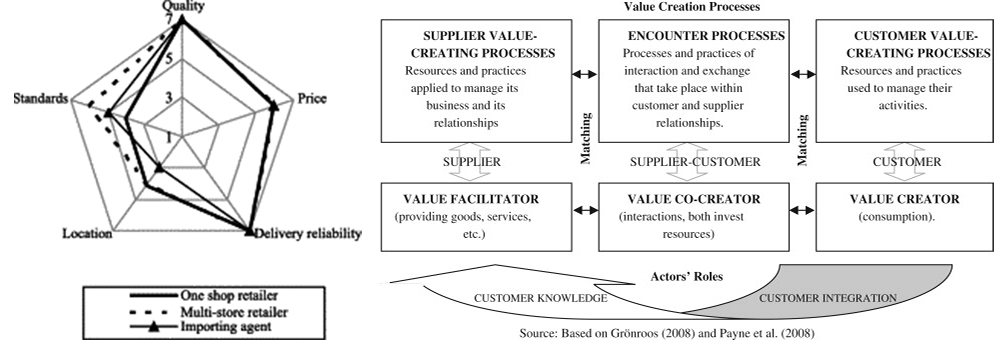 Quality
7
5
3
1
Standards
Price
Location
Delivery reliability
One shop retailer
Multi-store retailer
Importing agent
Value Creation Processes
SUPPLIER VALUE-
CREATING PROCESSES
Resources and practices
applied to manage its
business and its
relationships
Matching
ENCOUNTER PROCESSES
Processes and practices of
interaction and exchange
that take place within
customer and supplier
relationships.
Matching
CUSTOMER VALUE-
CREATING PROCESSES
Resources and practices
used to manage their
activities.
SUPPLIER
SUPPLIER-CUSTOMER
CUSTOMER
VALUE FACILITATOR
(providing goods, services,
etc.)
VALUE CO-CREATOR
(interactions, both invest
resources)
VALUE CREATOR
(consumption).
Actors' Roles
CUSTOMER KNOWLEDGE
CUSTOMER INTEGRATION
Source: Based on Grönroos (2008) and Payne et al. (2008)